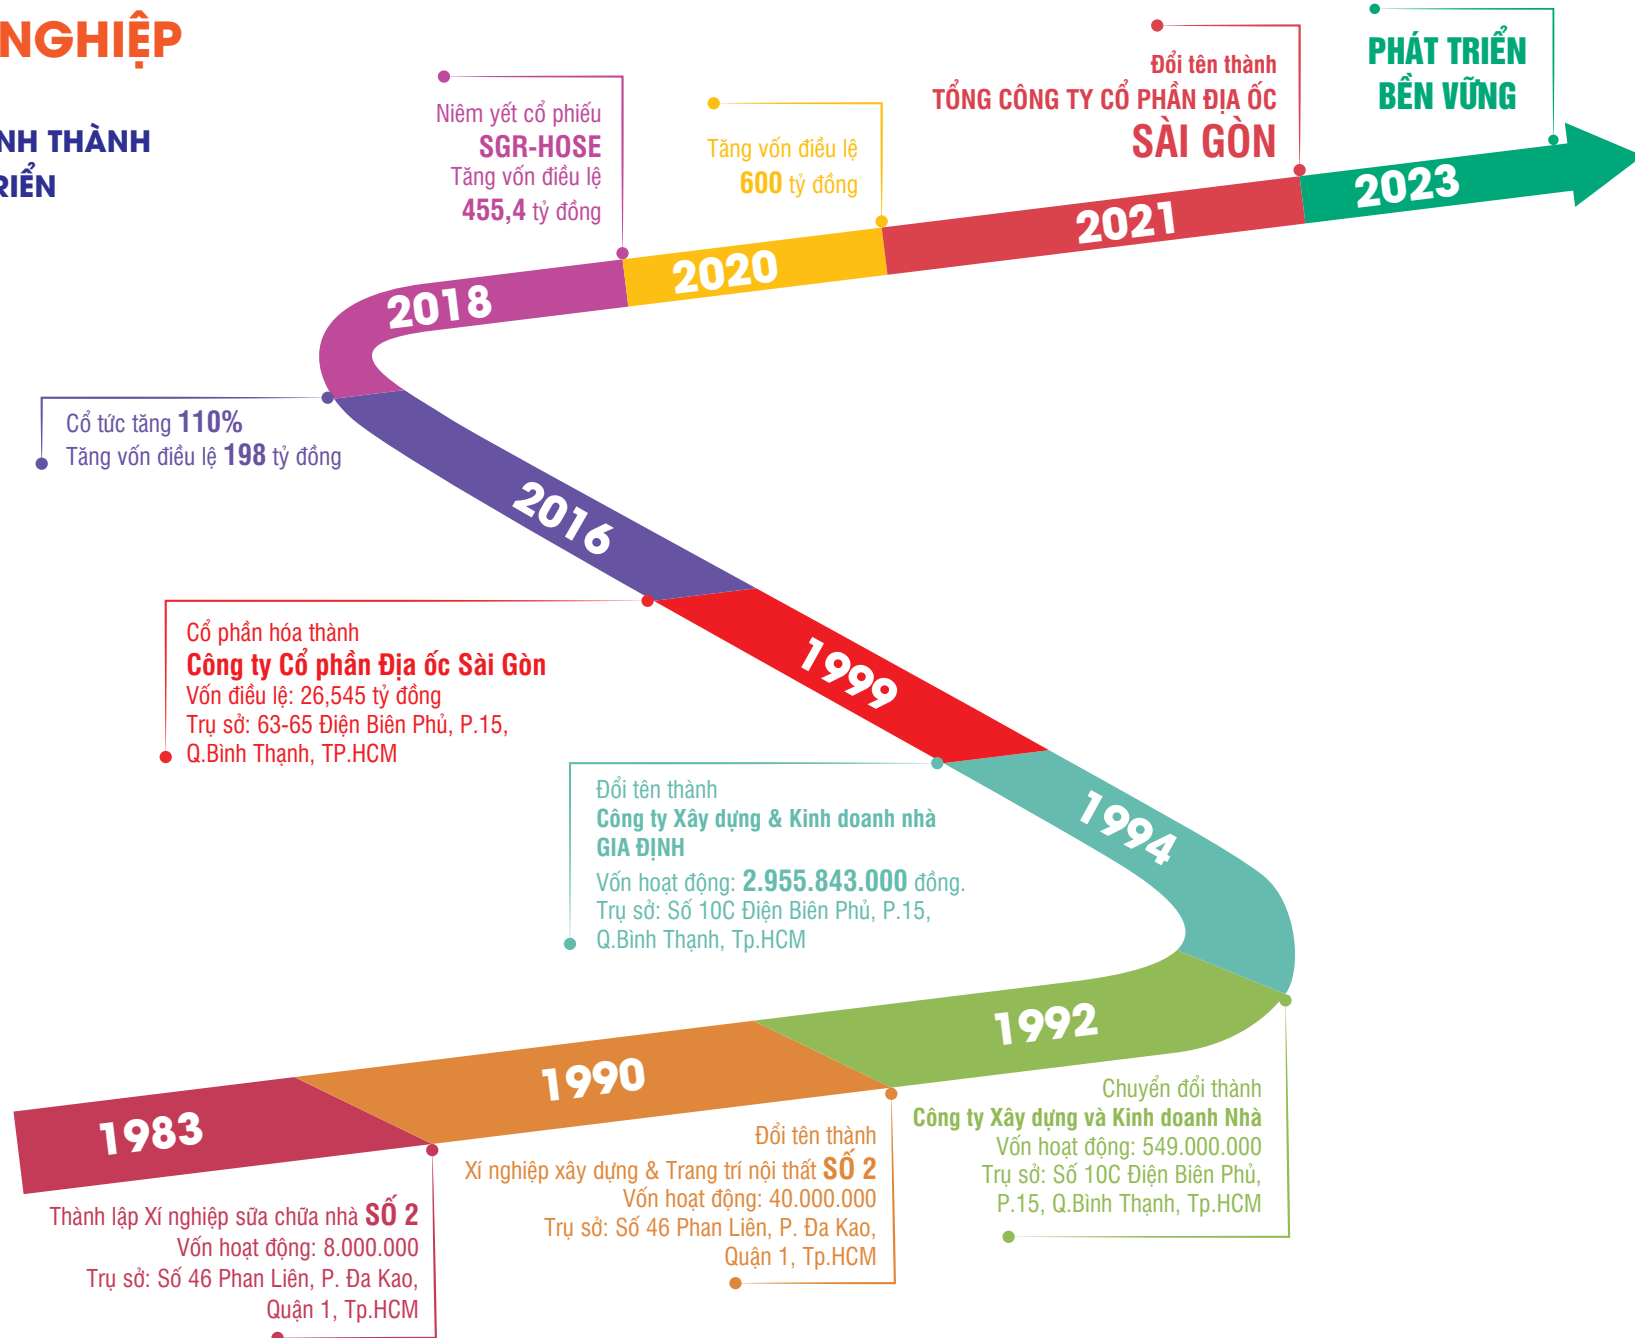 NGHIỆP
NH THÀNH
RIỂN
PHÁT TRIỂN
BỀN VỮNG
2023
Đổi tên thành
TỔNG CÔNG TY CỔ PHẦN ĐỊA ỐC
SÀI GÒN
2021
Tăng vốn điều lệ
600 tỷ đồng
2020
Niêm yết cổ phiếu
SGR-HOSE
Tăng vốn điều lệ
455,4 tỷ đồng
2018
Cổ tức tăng 110%
Tăng vốn điều lệ 198 tỷ đồng
2016
Cổ phần hóa thành
Công ty Cổ phần Địa ốc Sài Gòn
Vốn điều lệ: 26,545 tỷ đồng
Trụ sở: 63-65 Điện Biên Phủ, P.15,
Q.Bình Thạnh, TP.HCM
1999
Đổi tên thành
Công ty Xây dựng & Kinh doanh nhà
GIA ĐỊNH
Vốn hoạt động: 2.955.843.000 đồng.
Trụ sở: Số 10C Điện Biên Phủ, P.15,
Q.Bình Thạnh, Tp.HCM
1994
1992
Chuyển đổi thành
Công ty Xây dựng và Kinh doanh Nhà
Vốn hoạt động: 549.000.000
Trụ sở: Số 10C Điện Biên Phủ,
P.15, Q.Bình Thạnh, Tp.HCM
1990
Đổi tên thành
Xí nghiệp xây dựng & Trang trí nội thất SỐ 2
Vốn hoạt động: 40.000.000
Trụ sở: Số 46 Phan Liên, P. Đa Kao,
Quận 1, Tp.HCM
1983
Thành lập Xí nghiệp sữa chữa nhà SỐ 2
Vốn hoạt động: 8.000.000
Trụ sở: Số 46 Phan Liên, P. Đa Kao,
Quận 1, Tp.HCM